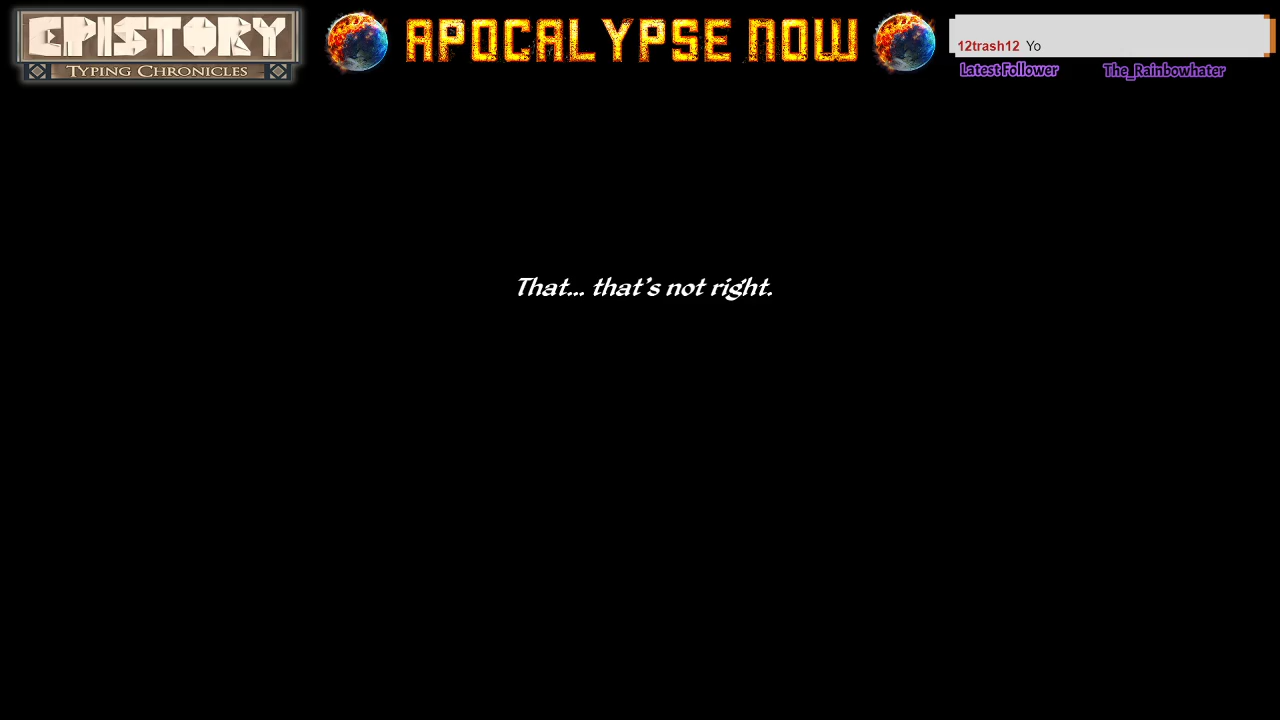 EPISTORY
TYPING CHRONICLES
APOCALYPSE NOW
12trash12 Yo
Latest Follower The_Rainbowhater
That... that's not right.